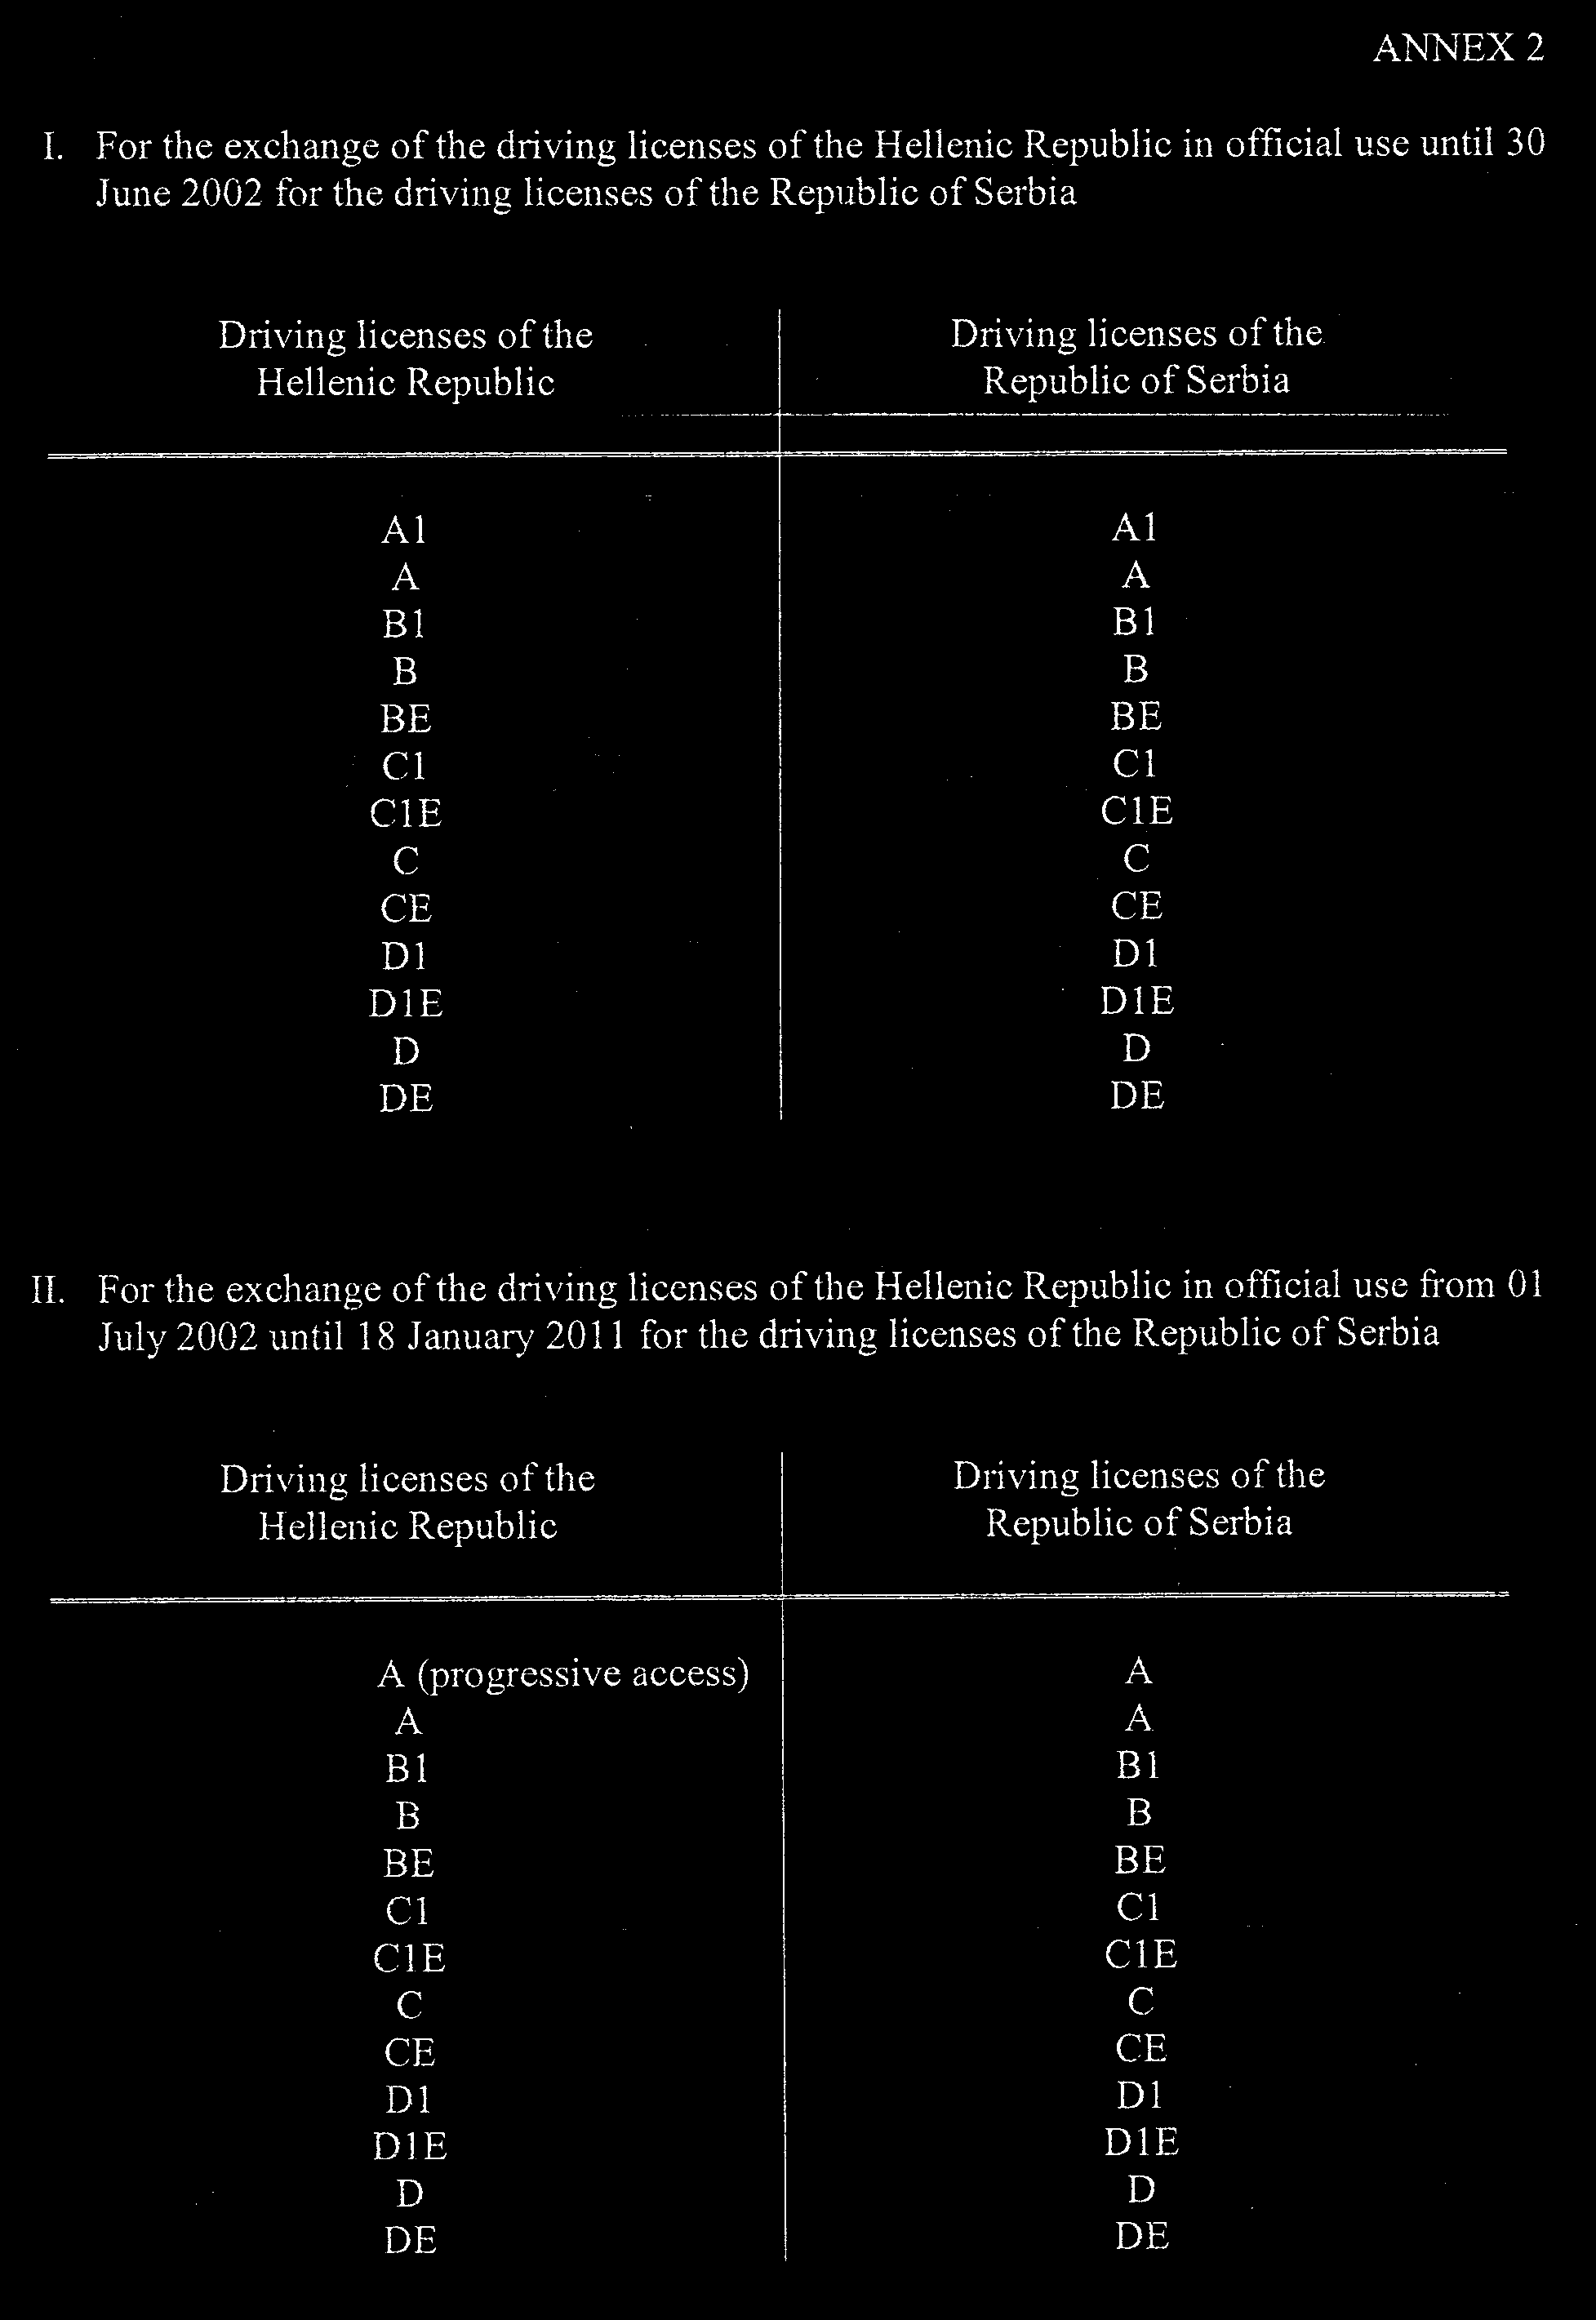 ANNEX 2
I. For the exchange of the driving licenses of the Hellenic Republic in official use until 30
June 2002 for the driving licenses of the Republic of Serbia
Driving licenses of the Driving licenses of the
Hellenic Republic Republic of Serbia
A1 A1
A A
B1 B1
B B
BE BE
C1 C1
C1E C1E
C C
CE CE
D1 D1
D1E D1E
D D
DE DE
II. For the exchange of the driving licenses of the Hellenic Republic in official use from 01
July 2002 until 18 January 2011 for the driving licenses of the Republic of Serbia
Driving licenses of the Driving licenses of the
Hellenic Republic Republic of Serbia
A (progressive access) A
A A
B1 B1
B B
BE BE
C1 C1
C1E C1E
C C
CE CE
D1 D1
D1E D1E
D D
DE DE